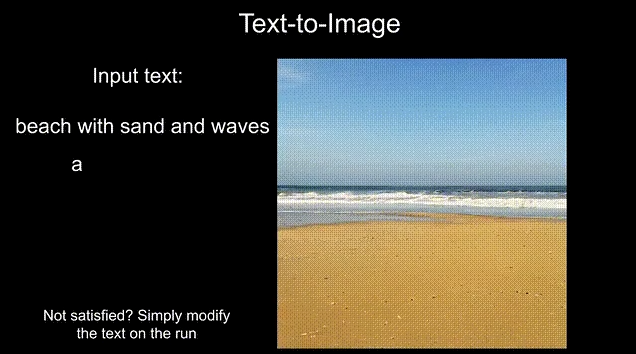 Text-to-Image
Input text:
beach with sand and waves
a
Not satisfied? Simply modify
the text on the run